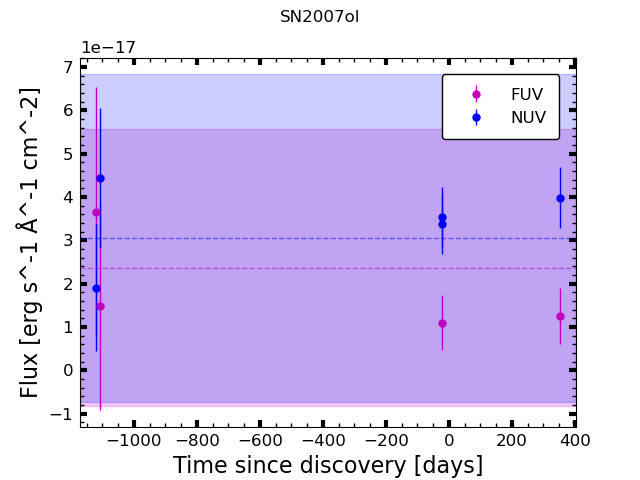 SN2007ol
1e−17
7
6
5
4
3
2
1
0
−1
Flux [erg s^-1 Å^-1 cm^-2]
FUV
NUV
−1000 −800 −600 −400 −200 0 200 400
Time since discovery [days]